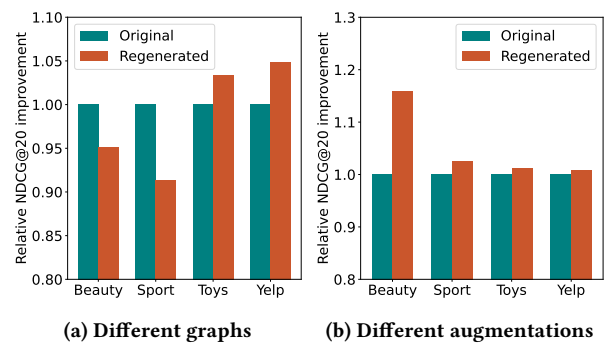 Relative NDCG@20 improvement
1.10
1.05
1.00
0.95
0.90
0.85
0.80
Original
Regenerated
Beauty Sport Toys Yelp
(a) Different graphs
Relative NDCG@20 improvement
1.3
1.2
1.1
1.0
0.9
0.8
Original
Regenerated
Beauty Sport Toys Yelp
(b) Different augmentations